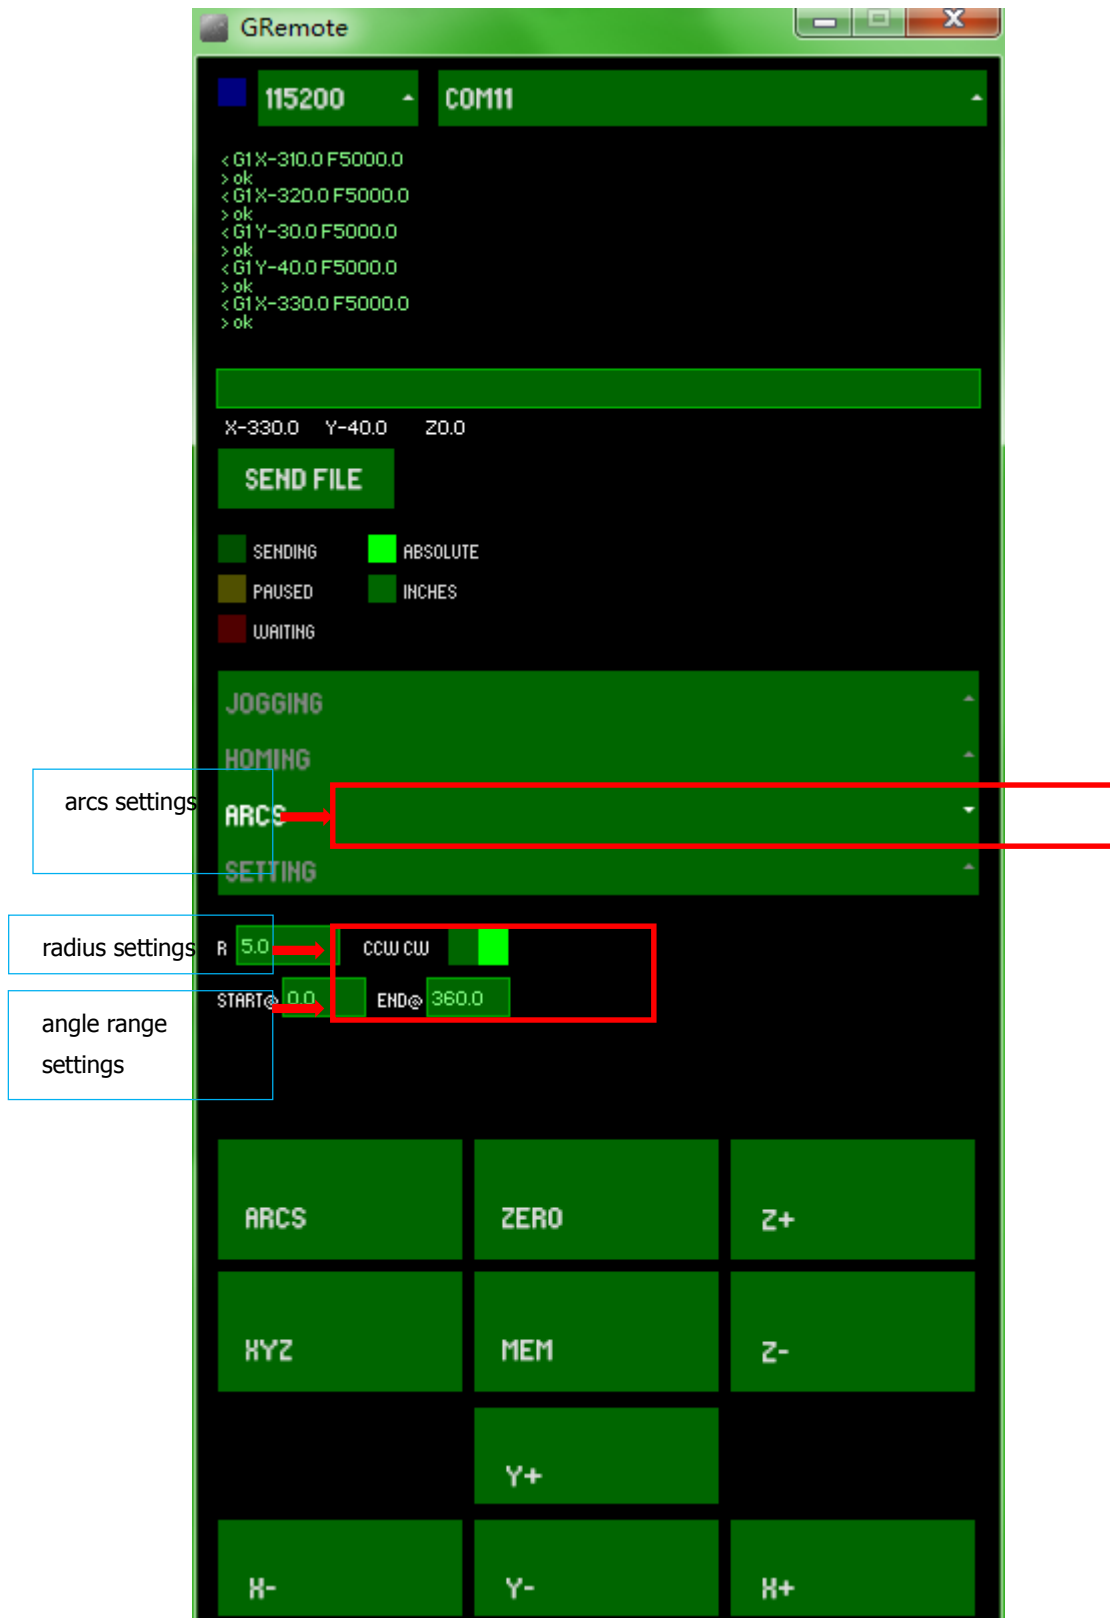 GRemote
115200 COM11
< G1 X-310.0 F5000.0
> ok
< G1 X-320.0 F5000.0
> ok
< G1 Y-30.0 F5000.0
> ok
< G1 Y-40.0 F5000.0
> ok
< G1 X-330.0 F5000.0
> ok
X-330.0 Y-40.0 Z0.0
SEND FILE
SENDING ABSOLUTE
PAUSED INCHES
WAITING
JOGGING
HOMING
arcs settings
ARCS
SETTING
radius settings
R 5.0 CCW CW
START@ 0.0 END@ 360.0
angle range
settings
ARCS ZERO Z+
XYZ MEM Z-
Y+
X- Y- X+